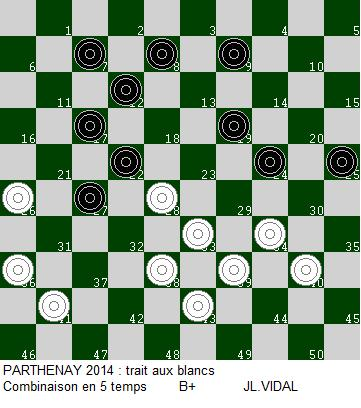 1 2 3 4 5
6 7 8 9 10
11 12 13 14 15
16 17 18 19 20
21 22 23 24 25
26 27 28 29 30
31 32 33 34 35
36 37 38 39 40
41 42 43 44 45
46 47 48 49 50
PARTHENAY 2014 : trait aux blancs
Combinaison en 5 temps B+ JL.VIDAL